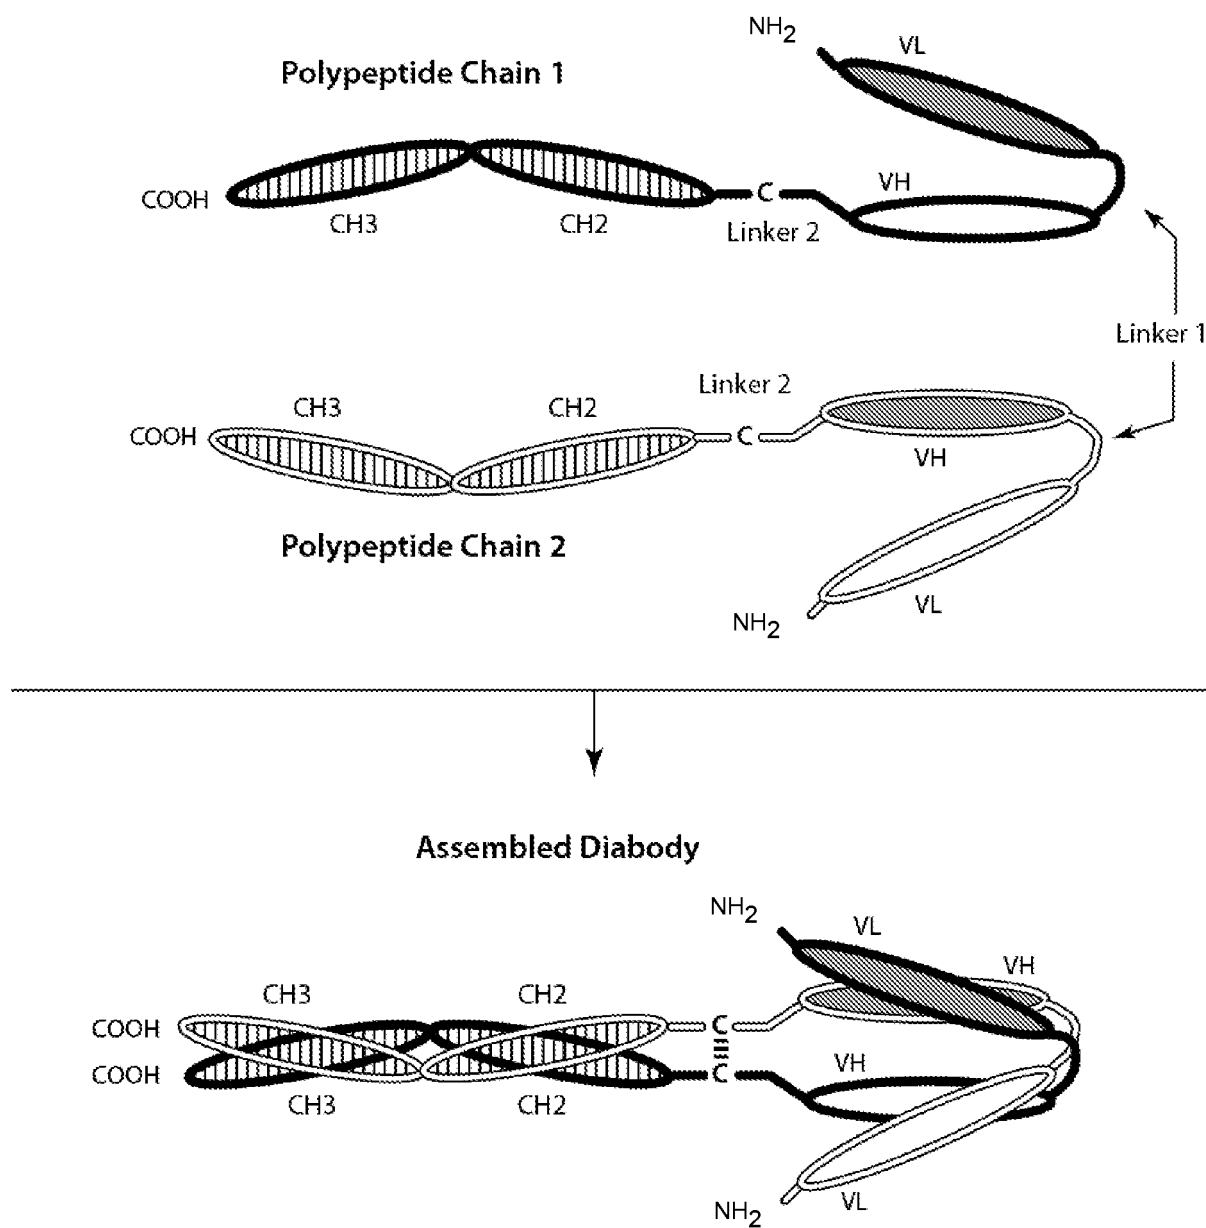 NH2
VL
Polypeptide Chain 1
VH
COOH
C
CH3
CH2
Linker 2
Linker 1
Linker 2
CH3
CH2
COOH
C
VH
Polypeptide Chain 2
VL
NH2
Assembled Diabody
NH2
VL
VH
CH3
CH2
COOH
C
VH
COOH
C
CH3
CH2
VL
NH2